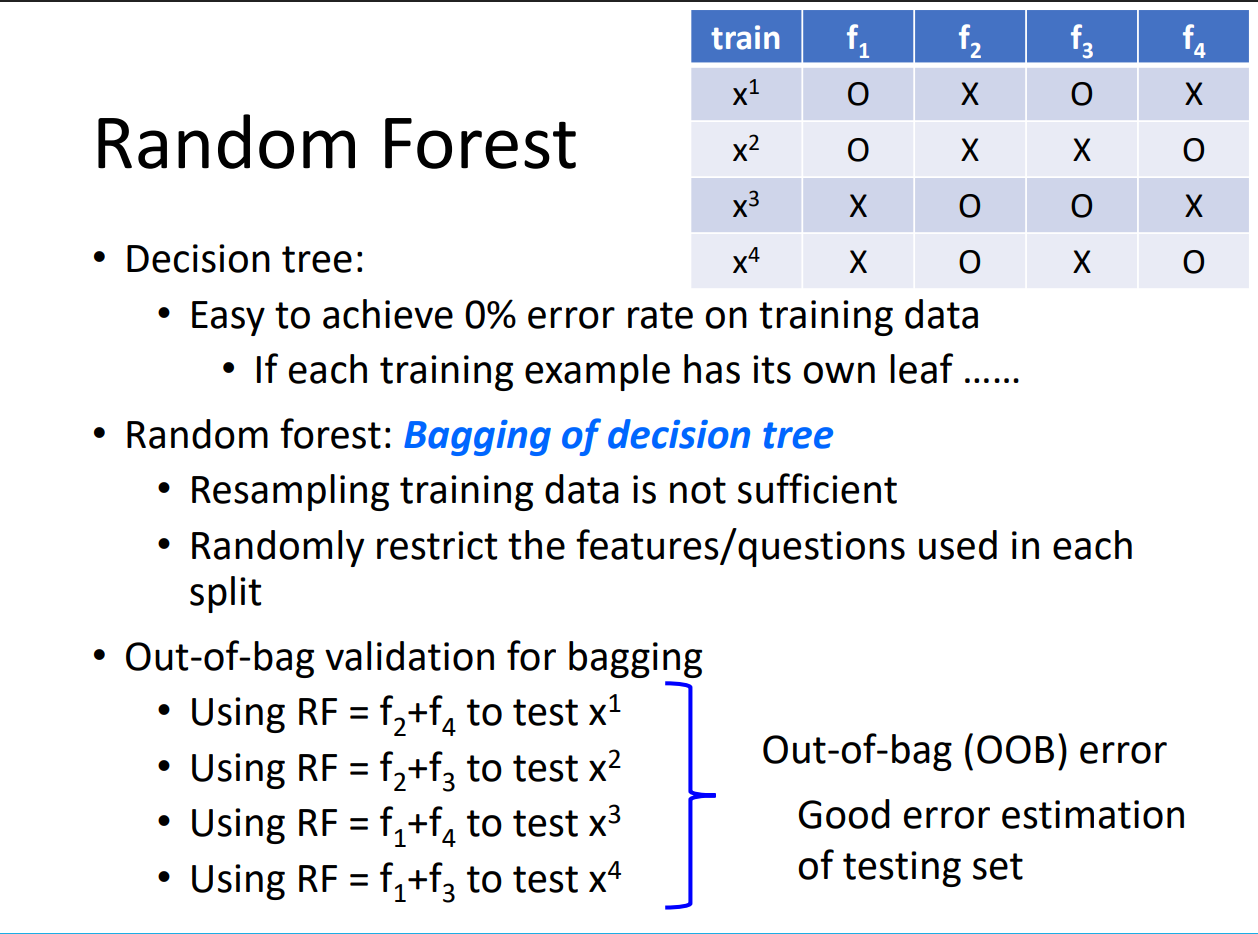 train f₁ f₂ f₃ f₄
x¹ O X O X
x² O X X O
x³ X O O X
x⁴ X O X O
Random Forest
• Decision tree:
• Easy to achieve 0% error rate on training data
• If each training example has its own leaf ……
• Random forest: Bagging of decision tree
• Resampling training data is not sufficient
• Randomly restrict the features/questions used in each
split
• Out-of-bag validation for bagging
• Using RF = f₂+f₄ to test x¹
• Using RF = f₂+f₃ to test x²
• Using RF = f₁+f₄ to test x³
• Using RF = f₁+f₃ to test x⁴
Out-of-bag (OOB) error
Good error estimation
of testing set